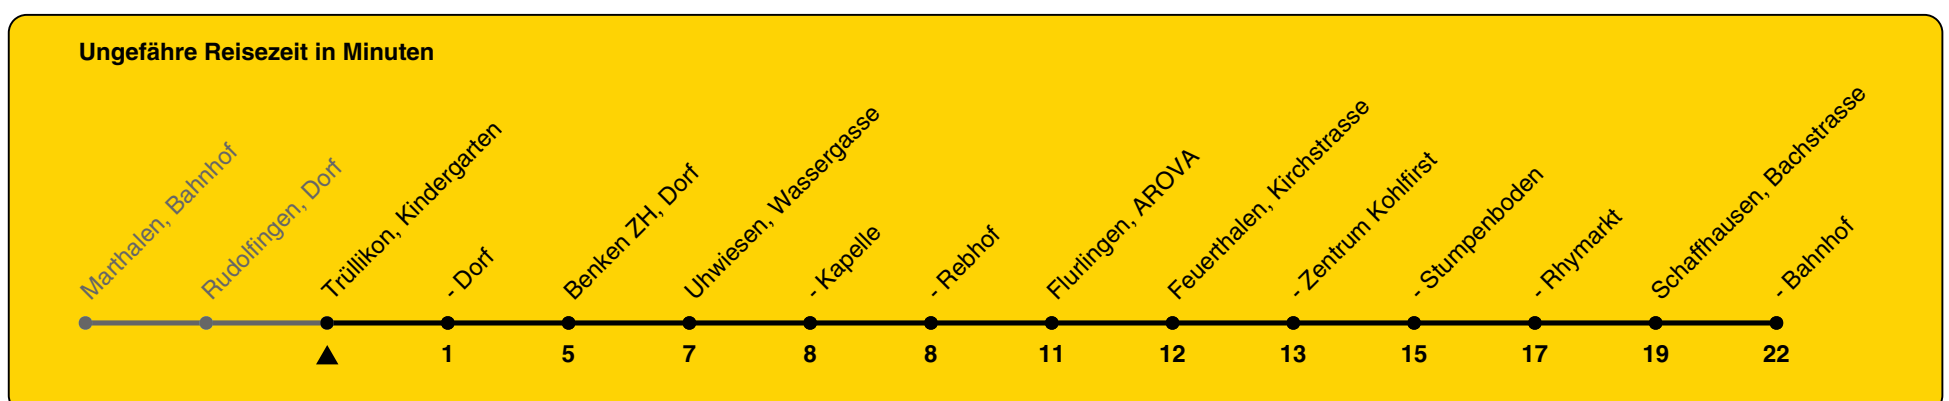 Ungefähre Reisezeit in Minuten
Marthalen, Bahnhof
Rudolfingen, Dorf
Trüllikon, Kindergarten
- Dorf
Benken ZH, Dorf
Uhwiesen, Wassergasse
- Kapelle
- Rebhof
Flurlingen, AROVA
Feuerthalen, Kirchstrasse
- Zentrum Kohlfirst
- Stumpenboden
- Rhymarkt
Schaffhausen, Bachstrasse
- Bahnhof
1 5 7 8 8 11 12 13 15 17 19 22